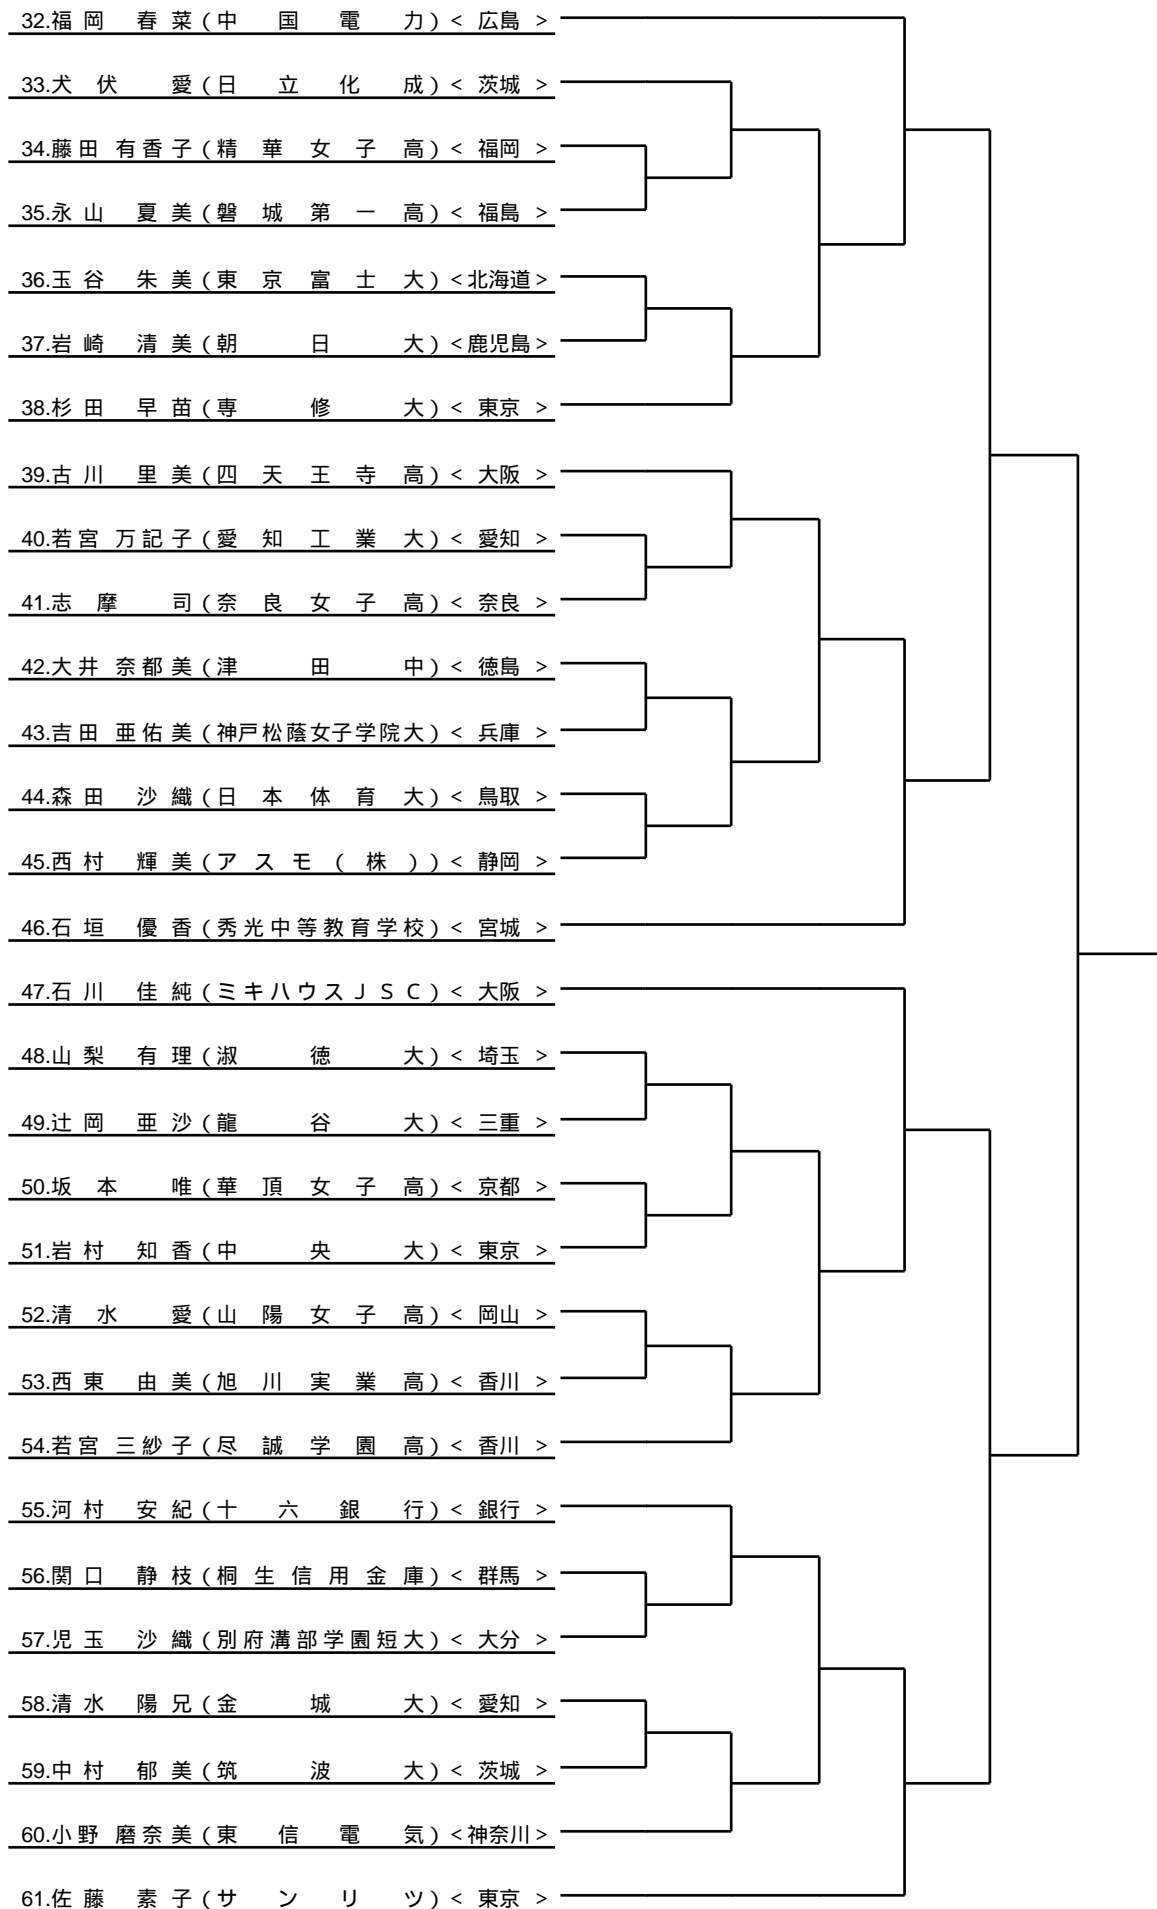 32.福岡 春菜(中国電力)< 広島 >
33.犬伏 愛(日立化成)< 茨城 >
34.藤田 有香子(精華女子高)< 福岡 >
35.永山 夏美(磐城第一高)< 福島 >
36.玉谷 朱美(東京富士大)<北海道>
37.岩崎 清美(朝日大)<鹿児島>
38.杉田 早苗(専修大)< 東京 >
39.古川 里美(四天王寺高)< 大阪 >
40.若宮 万記子(愛知工業大)< 愛知 >
41.志摩 司(奈良女子高)< 奈良 >
42.大井 奈都美(津田中)< 徳島 >
43.吉田 亜佑美(神戸松蔭女子学院大)< 兵庫 >
44.森田 沙織(日本体育大)< 鳥取 >
45.西村 輝美(アスモ(株))< 静岡 >
46.石垣 優香(秀光中等教育学校)< 宮城 >
47.石川 佳純(ミキハウスJSC)< 大阪 >
48.山梨 有理(淑徳大)< 埼玉 >
49.辻岡 亜沙(龍谷大)< 三重 >
50.坂本 唯(華頂女子高)< 京都 >
51.岩村 知香(中央大)< 東京 >
52.清水 愛(山陽女子高)< 岡山 >
53.西東 由美(旭川実業高)< 香川 >
54.若宮 三紗子(尽誠学園高)< 香川 >
55.河村 安紀(十六銀行)< 銀行 >
56.関口 静枝(桐生信用金庫)< 群馬 >
57.児玉 沙織(別府溝部学園短大)< 大分 >
58.清水 陽兄(金城大)< 愛知 >
59.中村 郁美(筑波大)< 茨城 >
60.小野 磨奈美(東信電気)<神奈川>
61.佐藤 素子(サンリツ)< 東京 >